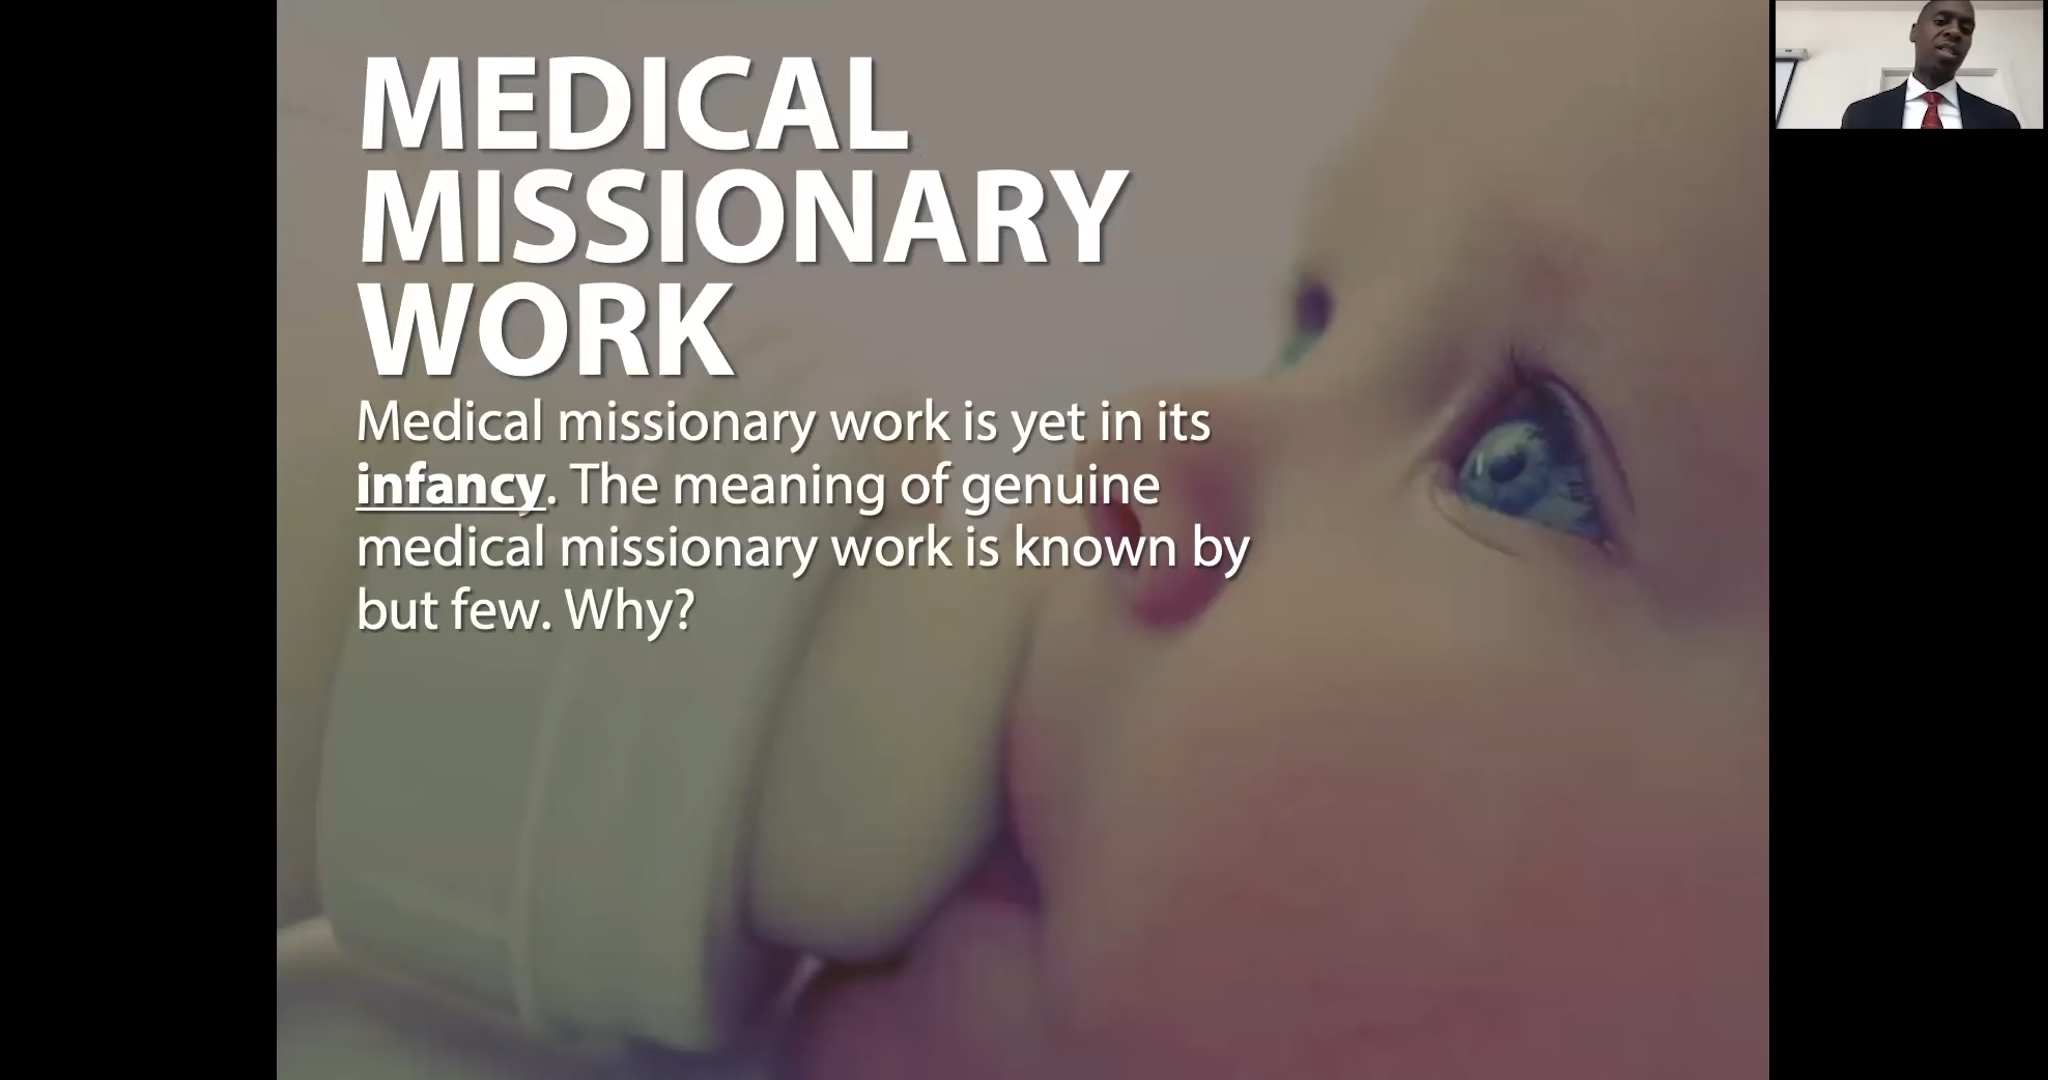 MEDICAL
MISSIONARY
WORK
Medical missionary work is yet in its
infancy. The meaning of genuine
medical missionary work is known by
but few. Why?